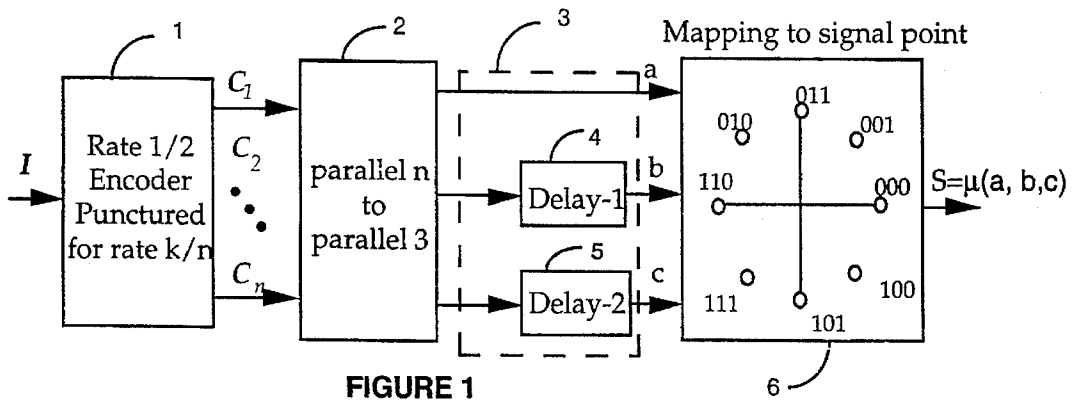 1
2
3
Mapping to signal point
I
Rate 1/2
Encoder
Punctured
for rate k/n
C1
C2
Cn
parallel n
to
parallel 3
4
Delay-1
5
Delay-2
a
b
c
011
010
001
110
000
111
100
101
S=μ(a, b,c)
6
FIGURE 1